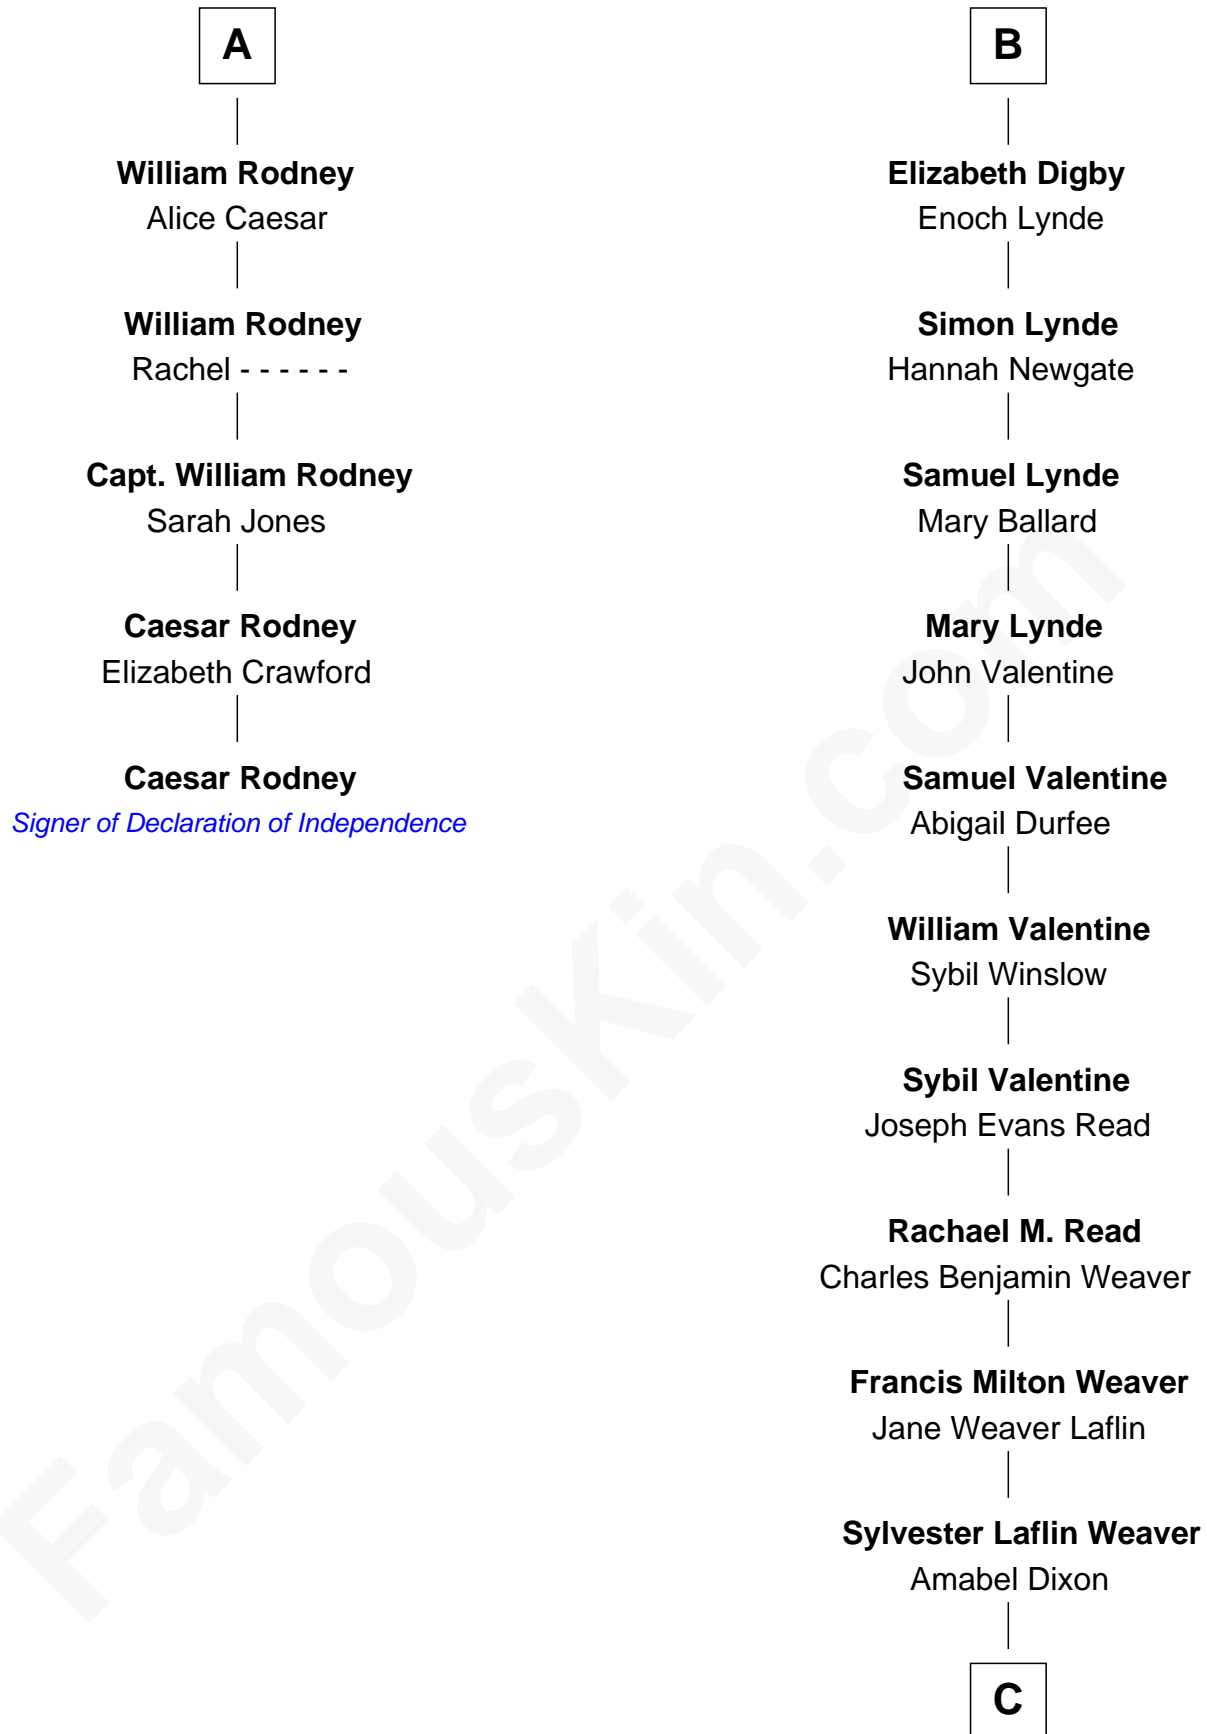 A
William Rodney
Alice Caesar
William Rodney
Rachel - - - - - -
Capt. William Rodney
Sarah Jones
Caesar Rodney
Elizabeth Crawford
Caesar Rodney
Signer of Declaration of Independence
B
Elizabeth Digby
Enoch Lynde
Simon Lynde
Hannah Newgate
Samuel Lynde
Mary Ballard
Mary Lynde
John Valentine
Samuel Valentine
Abigail Durfee
William Valentine
Sybil Winslow
Sybil Valentine
Joseph Evans Read
Rachael M. Read
Charles Benjamin Weaver
Francis Milton Weaver
Jane Weaver Laflin
Sylvester Laflin Weaver
Amabel Dixon
C
FamousKin.com